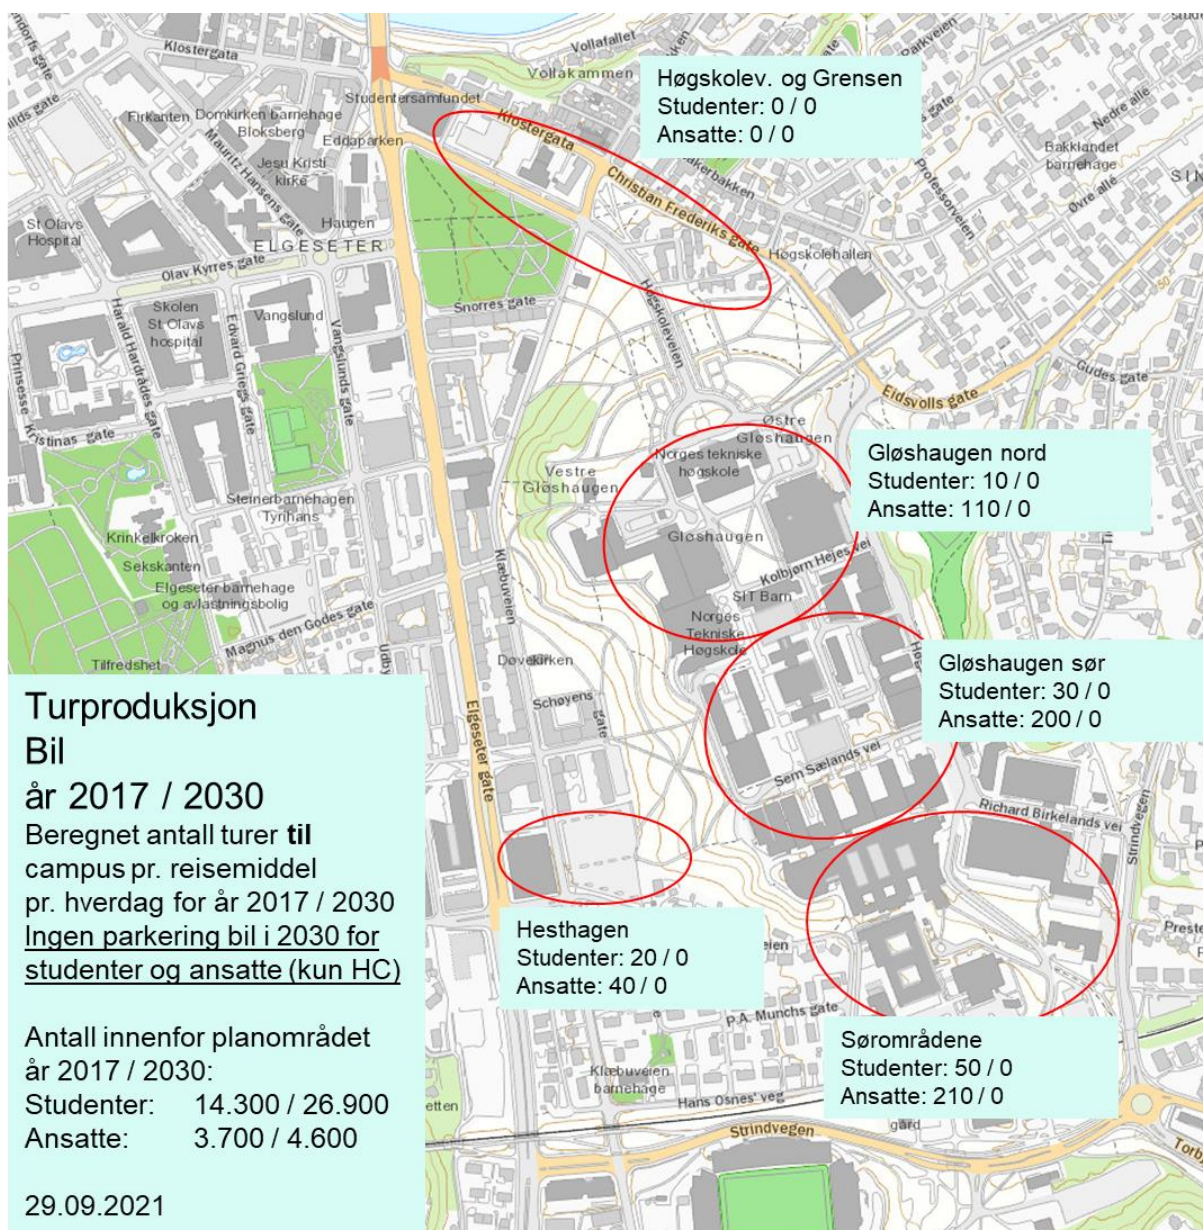 Klostergata
Vollafallet
Vollakammen
Parkveien
Studentersamfundet
Firkanten
Domkirken barnehage
Bloksberg
Eddaparken
Jesu Kristi
kirke
Mauritz Hansens gate
Haugen
St Olavs
Hospital
ELGESETER
Olav Kyrres gate
Klostergata
Christian Frederiks gate
Høgskolev. og Grensen
Studenter: 0 / 0
Ansatte: 0 / 0
Nedre alle
Bakklandet
barnehage
Professorveien
Øvre allé
Høgskolehallen
50
Skolen
St Olavs
hospital
Vangslund
Snorres gate
Høgskoleveien
Prinsesse
Kristinas gate
Harald Hardrådes gate
Edvard Griegs gate
Vangslunds gate
Gudes gate
Eidsvolls gate
Østre
Gløshaugen
Norges tekniske
høgskole
Vestre
Gløshaugen
Gløshaugen nord
Studenter: 10 / 0
Ansatte: 110 / 0
Steinerbarnehagen
Tyrihans
Krinkelkroken
Sekskanten
Elgeseter barnehage
og avlastningsbolig
Magnus den Godes gate
Tilfredshet
Klæbuveien
Gløshaugen
Kolbjørn Hejes vei
SIT Barn
Norges
Tekniske
Høgskole
Døvekirken
Schøyens
gate
Elgeseter gate
Gløshaugen sør
Studenter: 30 / 0
Ansatte: 200 / 0
Sem Sælands vei
Richard Birkelands vei
Strindvegen
Turproduksjon
Bil
år 2017 / 2030
Beregnet antall turer til
campus pr. reisemiddel
pr. hverdag for år 2017 / 2030
Ingen parkering bil i 2030 for
studenter og ansatte (kun HC)
Antall innenfor planområdet
år 2017 / 2030:
Studenter: 14.300 / 26.900
Ansatte: 3.700 / 4.600
29.09.2021
Hesthagen
Studenter: 20 / 0
Ansatte: 40 / 0
P.A. Munchs gate
Sørområdene
Studenter: 50 / 0
Ansatte: 210 / 0
Klæbuveien
barnehage
Hans Osnes' veg
gård
Strindvegen